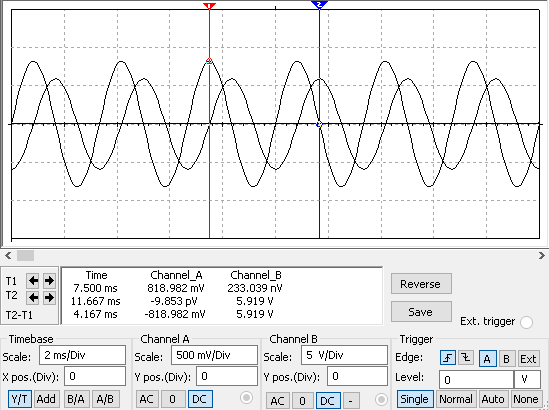 1 2
T1 T2 T2-T1
Time Channel_A Channel_B
7.500 ms 818.982 mV 233.039 nV
11.667 ms -9.853 pV 5.919 V
4.167 ms -818.982 mV 5.919 V
Reverse
Save
Ext. trigger
Timebase
Scale: 2 ms/Div
X pos.(Div): 0
Y/T Add B/A A/B
Channel A
Scale: 500 mV/Div
Y pos.(Div): 0
AC 0 DC
Channel B
Scale: 5 V/Div
Y pos.(Div): 0
AC 0 DC -
Trigger
Edge: A B Ext
Level: 0 V
Single Normal Auto None